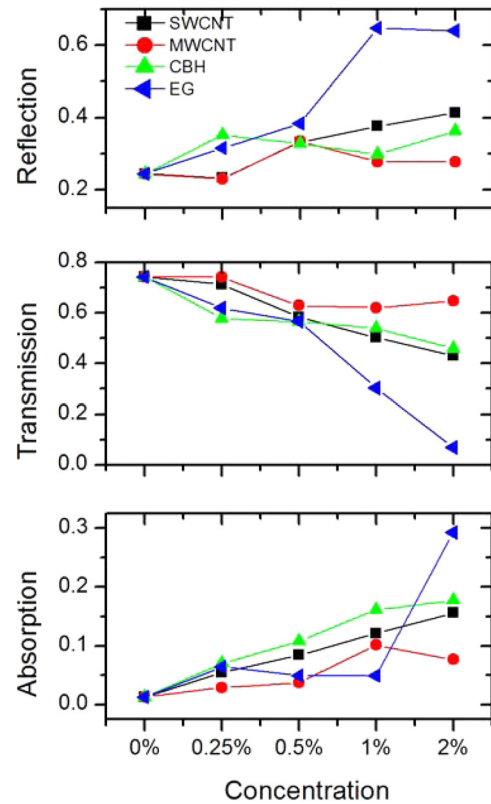 SWCNT
MWCNT
CBH
EG
0.6
0.4
0.2
Reflection
0.8
0.6
0.4
0.2
0.0
Transmission
0.3
0.2
0.1
0.0
Absorption
0% 0.25% 0.5% 1% 2%
Concentration